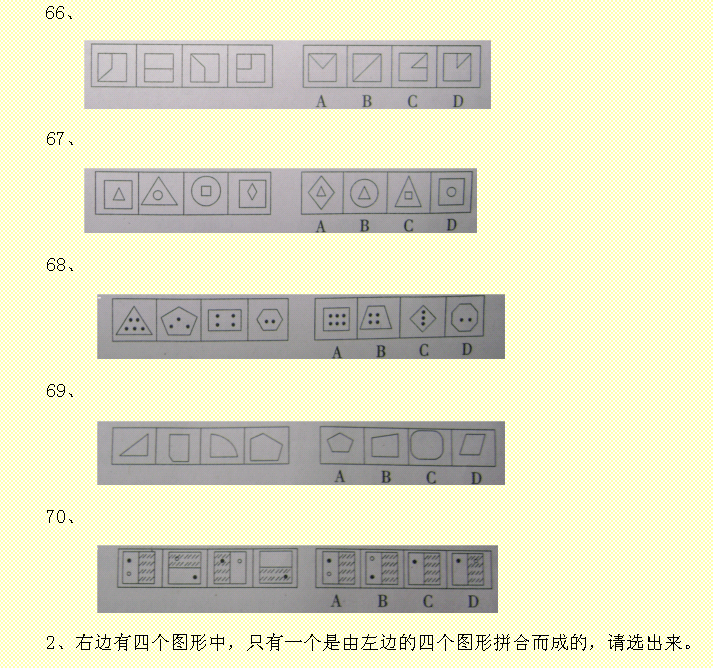 66、
A B C D
67、
A B C D
68、
A B C D
69、
A B C D
70、
A B C D
2、右边有四个图形中，只有一个是由左边的四个图形拼合而成的，请选出来。